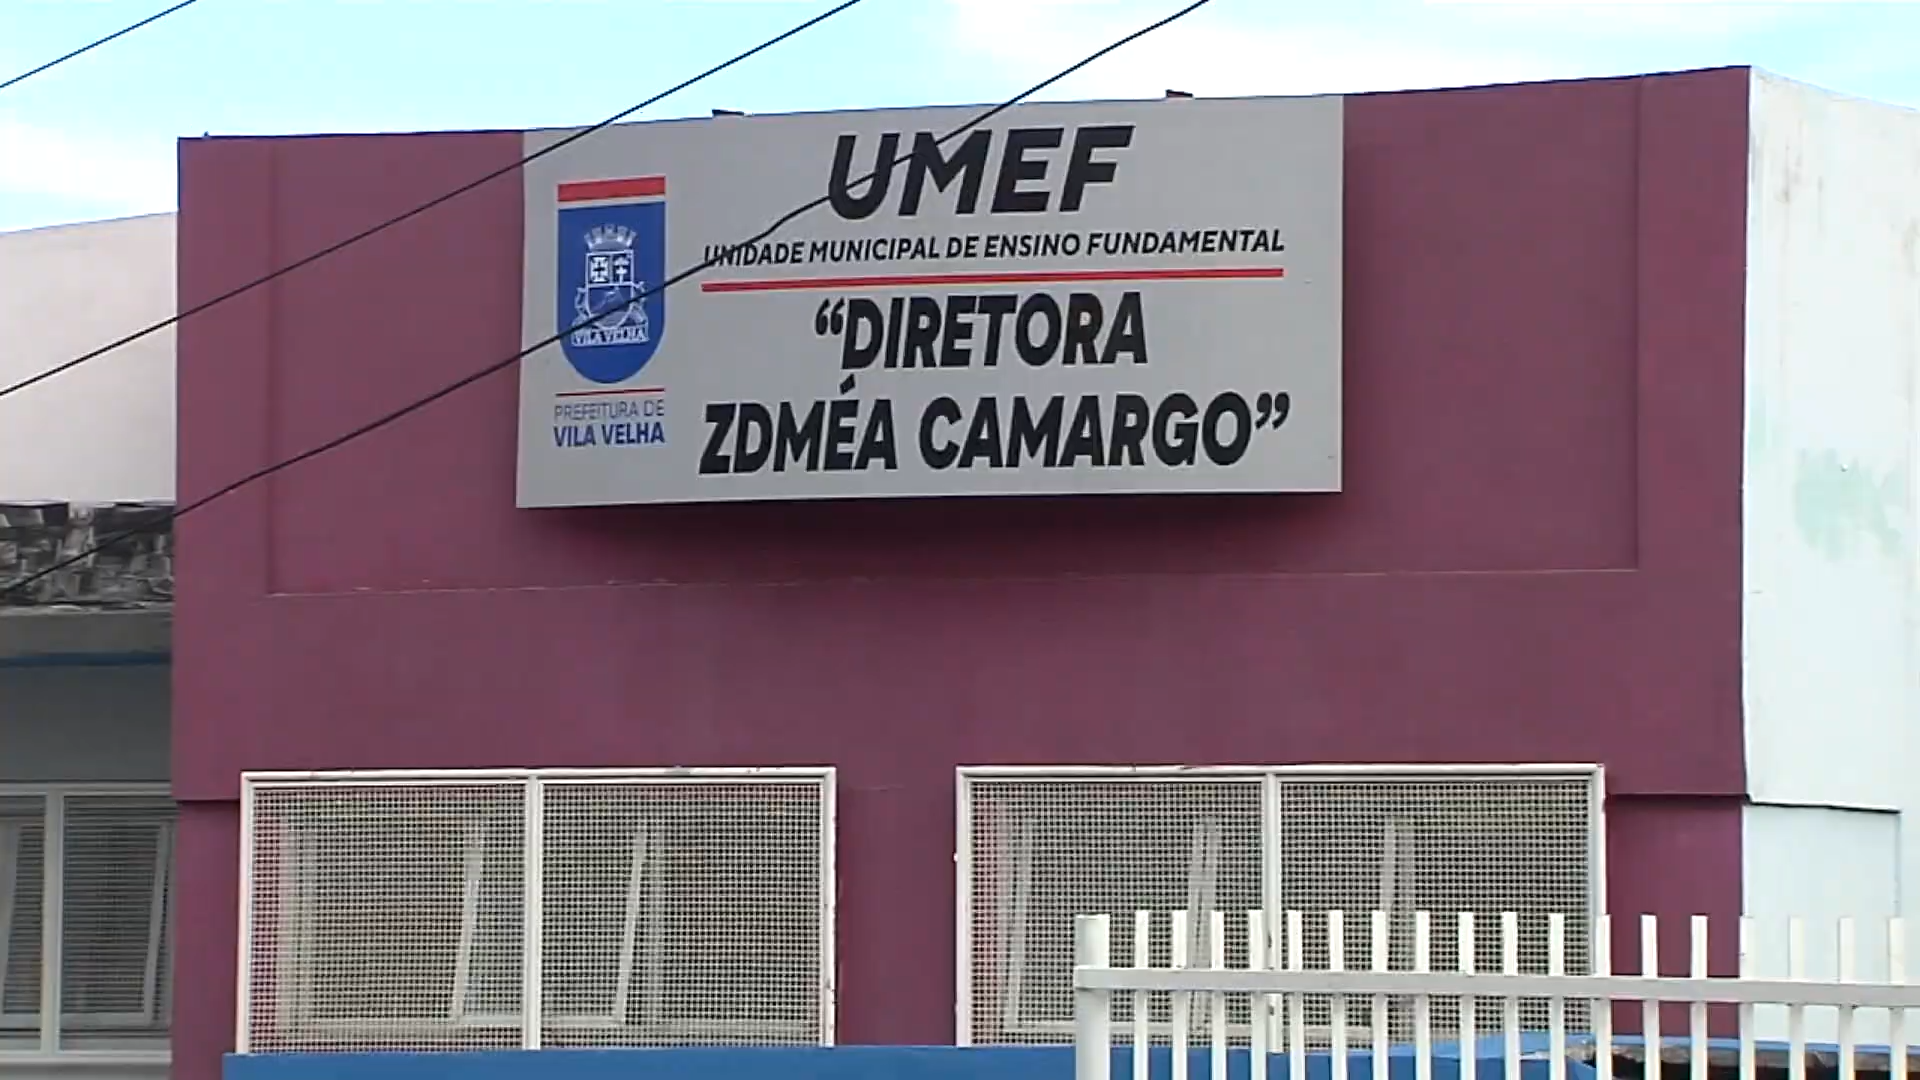 UMEF
UNIDADE MUNICIPAL DE ENSINO FUNDAMENTAL
“DIRETORA
ZDMÉA CAMARGO”
VILA VELHA
PREFEITURA DE
VILA VELHA